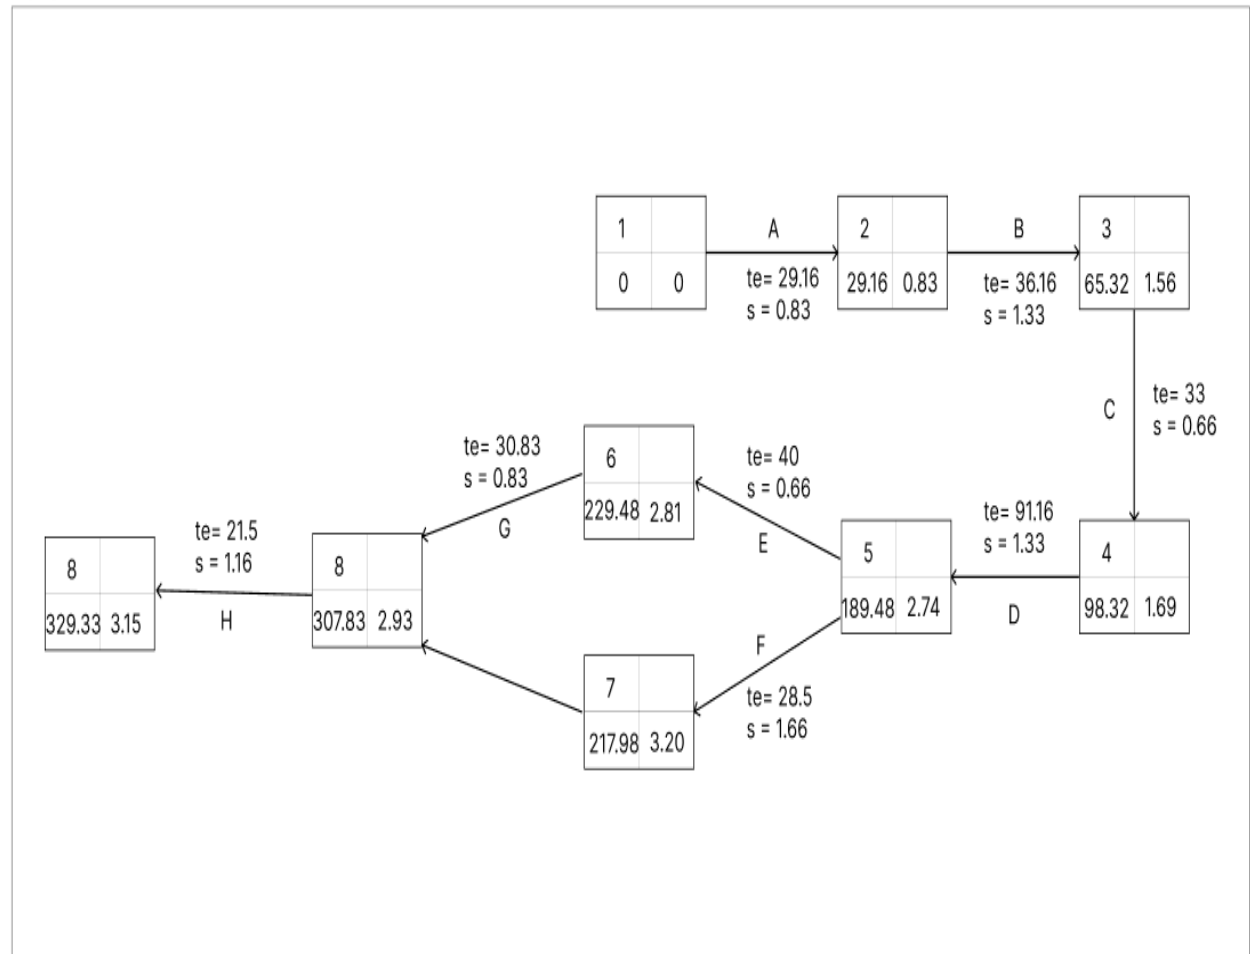 1
0 0
A
te= 29.16
s = 0.83
2
29.16 0.83
B
te= 36.16
s = 1.33
3
65.32 1.56
C
te= 33
s = 0.66
4
98.32 1.69
te= 91.16
s = 1.33
D
5
189.48 2.74
te= 40
s = 0.66
E
F
te= 28.5
s = 1.66
6
229.48 2.81
7
217.98 3.20
te= 30.83
s = 0.83
G
8
307.83 2.93
te= 21.5
s = 1.16
H
8
329.33 3.15